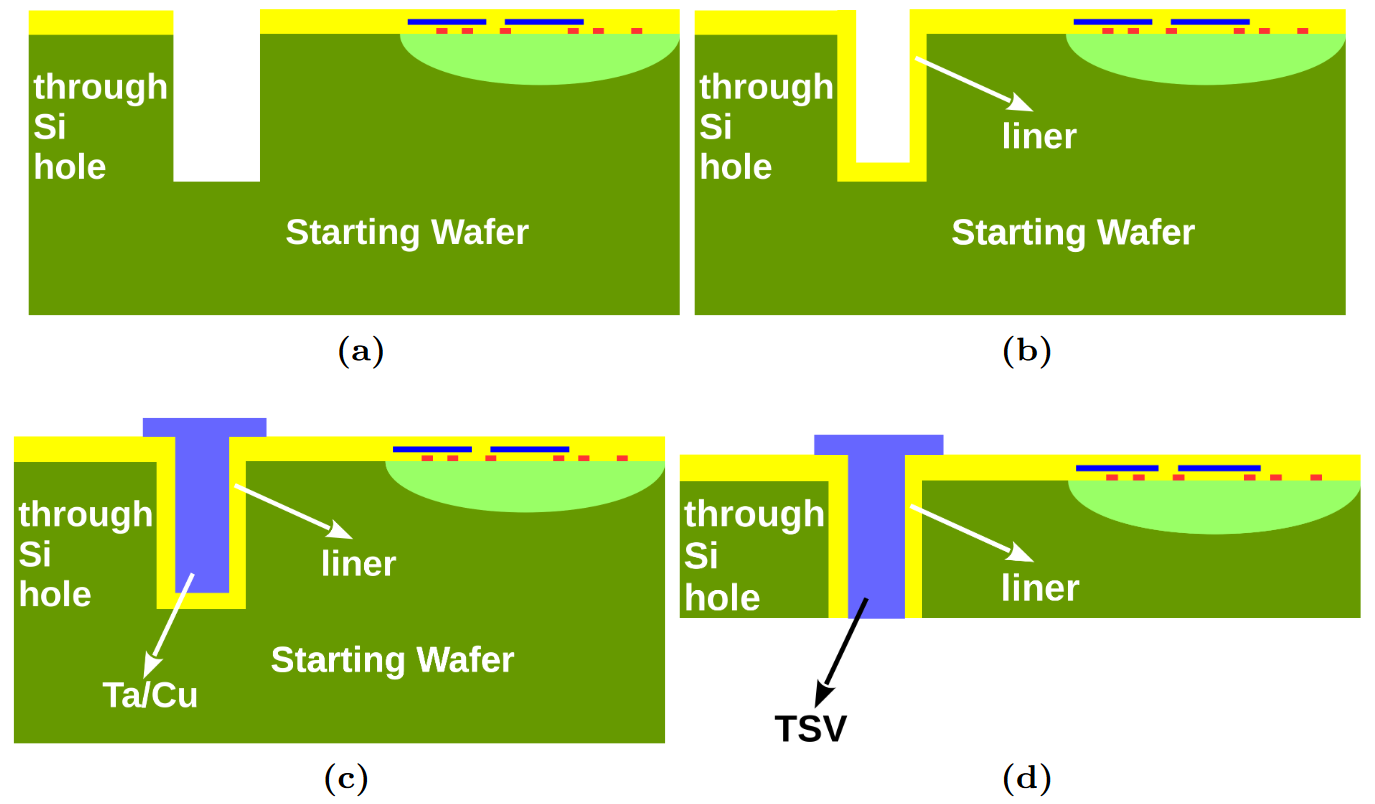 through
Si
hole
Starting Wafer
(a)
through
Si
hole
liner
Starting Wafer
(b)
through
Si
hole
liner
Starting Wafer
Ta/Cu
(c)
through
Si
hole
liner
TSV
(d)